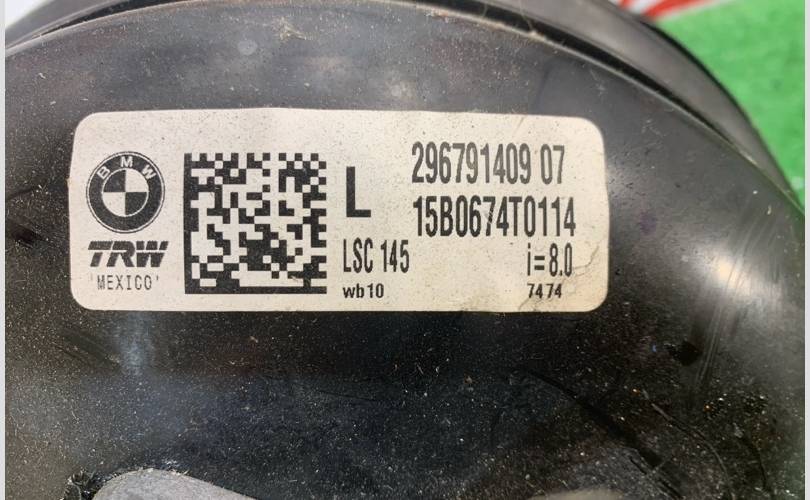 BMW
TRW
'MEXICO'
L
LSC 145
wb10
296791409 07
15B0674T0114
i=8.0
7474